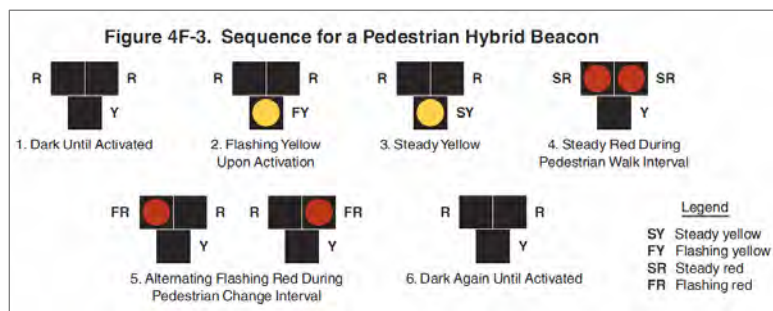 Figure 4F-3. Sequence for a Pedestrian Hybrid Beacon
R R
Y
1. Dark Until Activated
R R
FY
2. Flashing Yellow
Upon Activation
R R
SY
3. Steady Yellow
SR SR
Y
4. Steady Red During
Pedestrian Walk Interval
FR R
Y
R FR
Y
5. Alternating Flashing Red During
Pedestrian Change Interval
R R
Y
6. Dark Again Until Activated
Legend
SY Steady yellow
FY Flashing yellow
SR Steady red
FR Flashing red